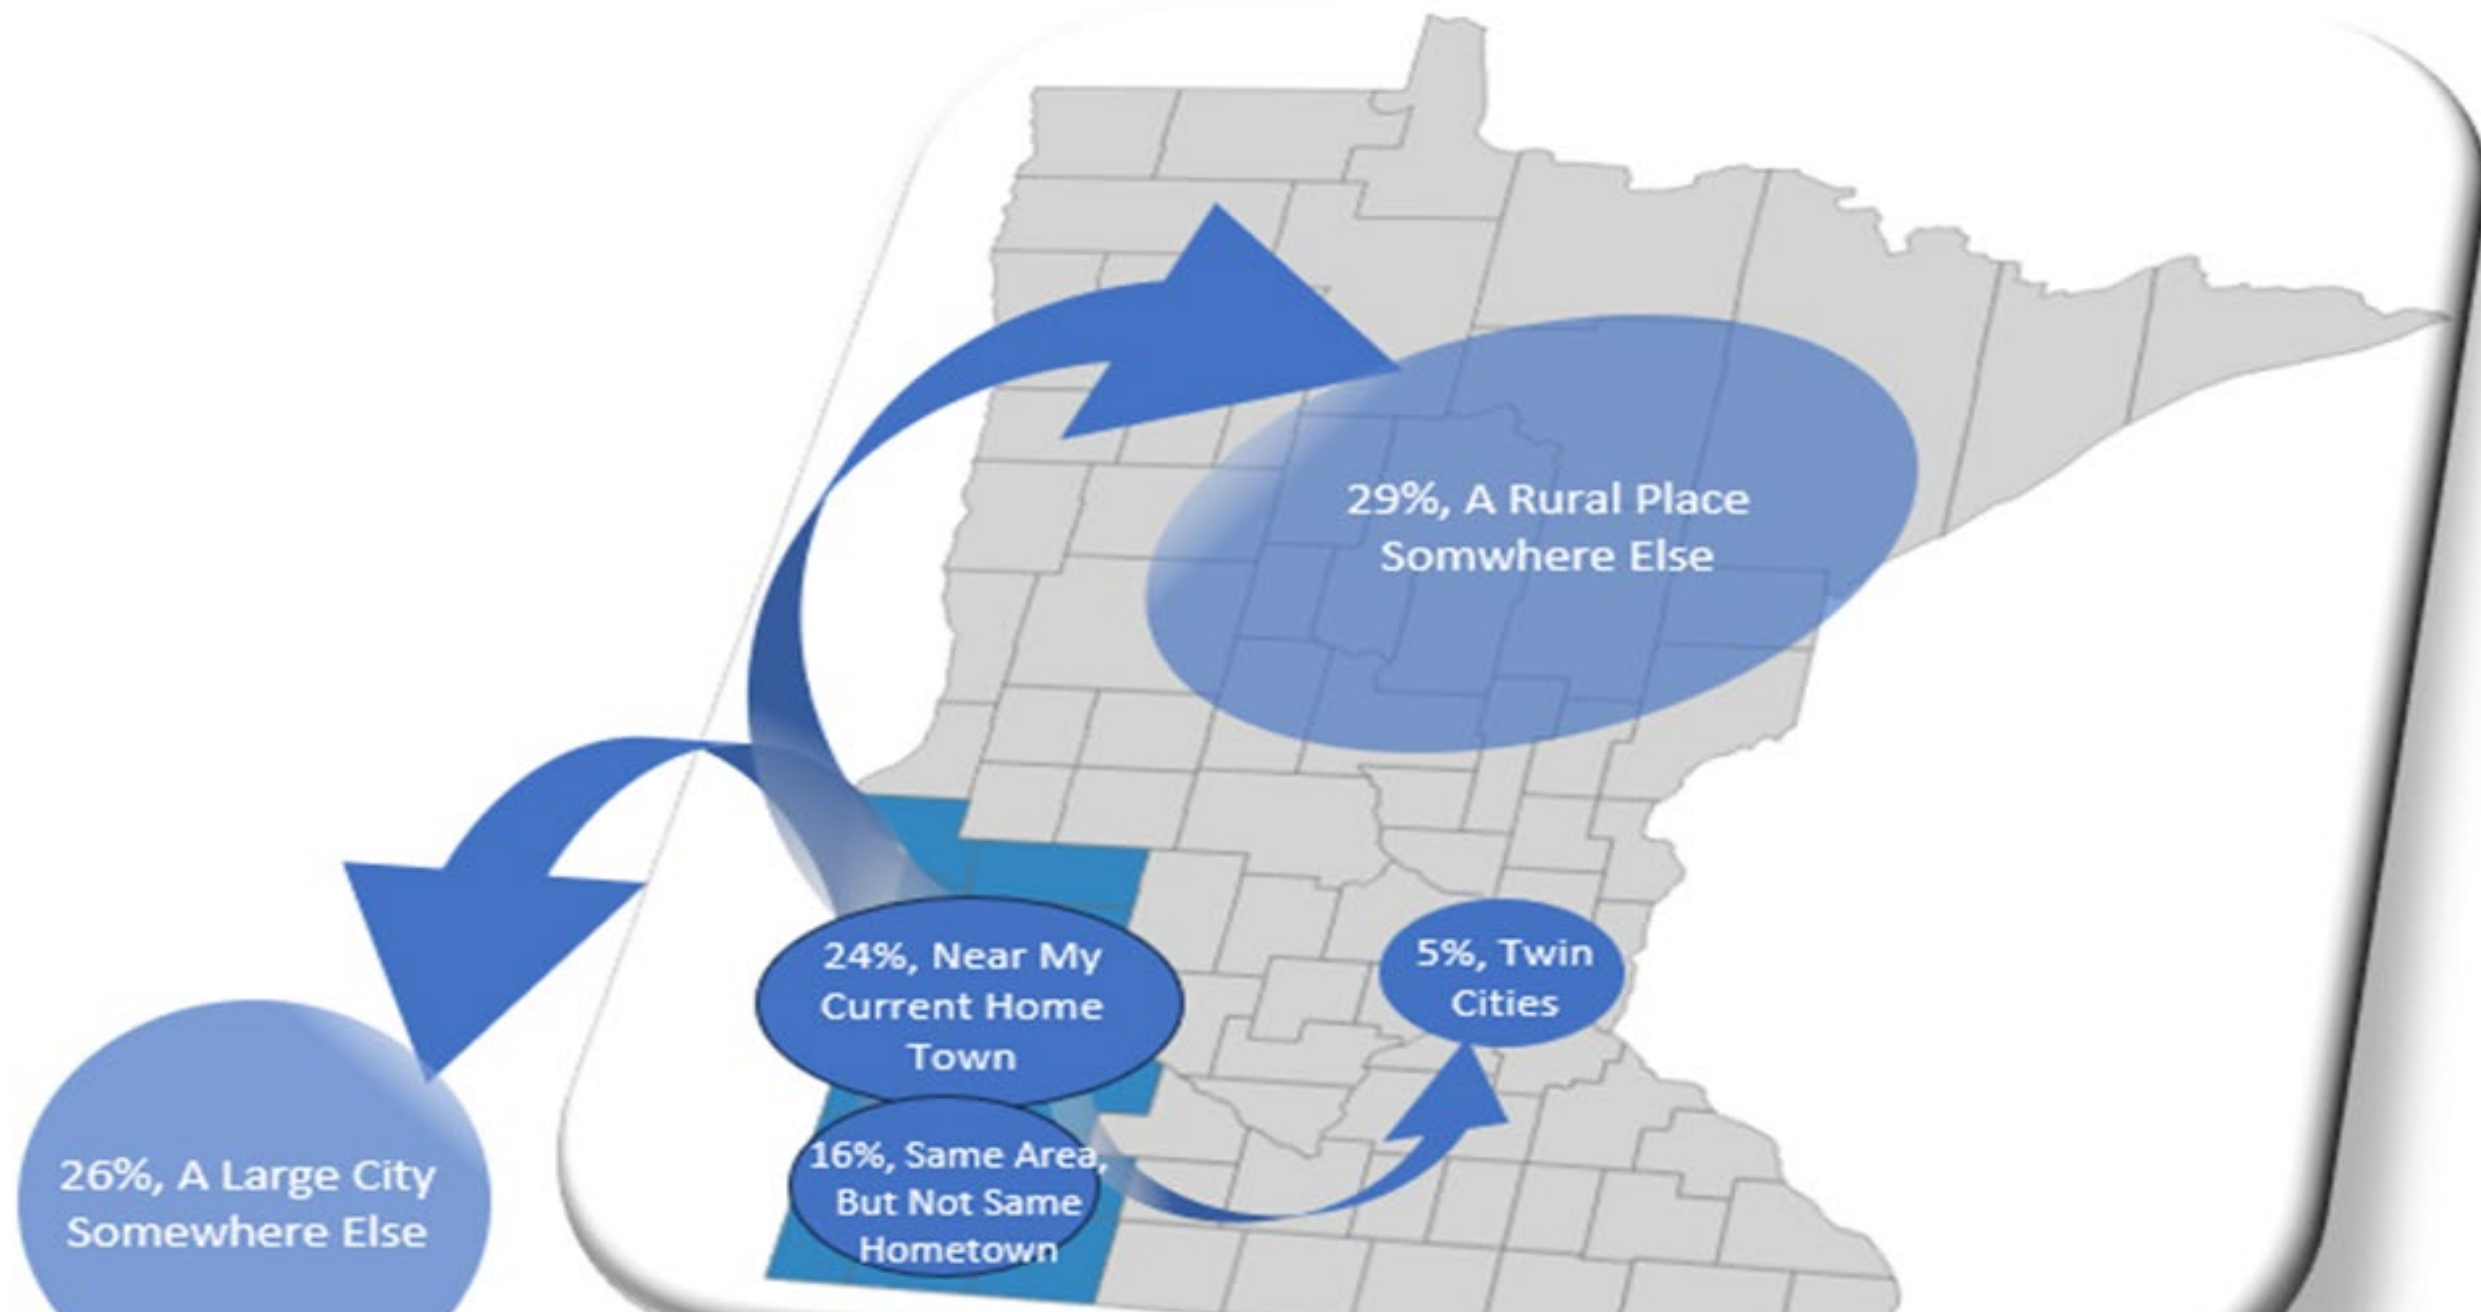 29%, A Rural Place
Somwhere Else
24%, Near My
Current Home
Town
5%, Twin
Cities
16%, Same Area,
But Not Same
Hometown
26%, A Large City
Somewhere Else